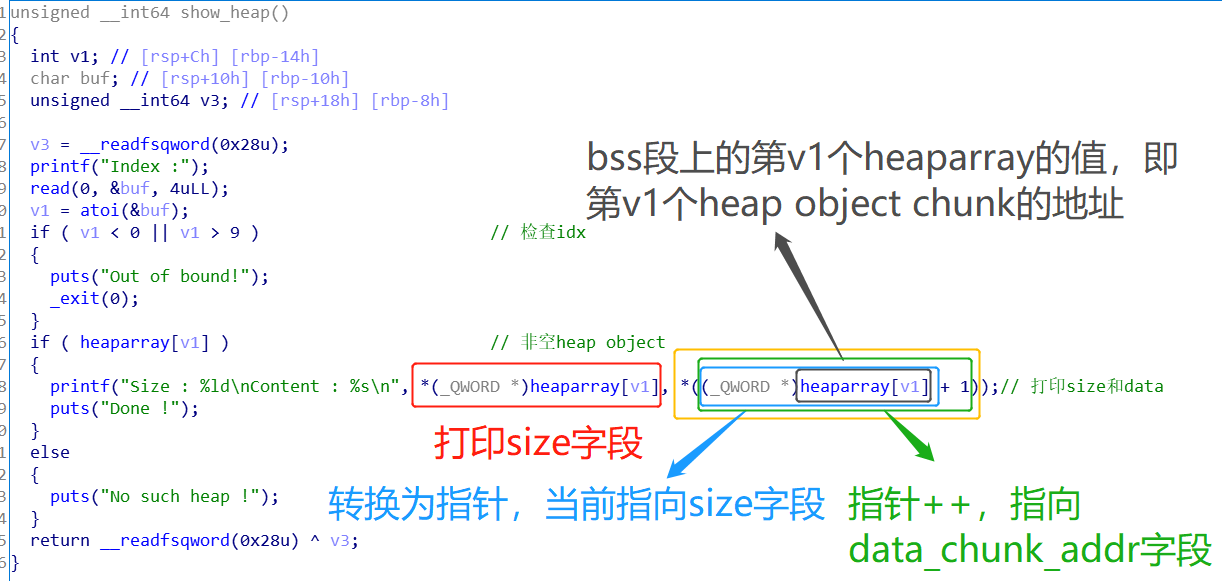 1unsigned __int64 show_heap()
2{
3  int v1; // [rsp+Ch] [rbp-14h]
4  char buf; // [rsp+10h] [rbp-10h]
5  unsigned __int64 v3; // [rsp+18h] [rbp-8h]
6
7  v3 = __readfsqword(0x28u);
8  printf("Index :");
9  read(0, &buf, 4uLL);
0  v1 = atoi(&buf);
1  if ( v1 < 0 || v1 > 9 ) // 检查idx
2  {
3    puts("Out of bound!");
4    _exit(0);
5  }
6  if ( heaparray[v1] ) // 非空heap object
7  {
8    printf("Size : %ld\nContent : %s\n", *(_QWORD *)heaparray[v1], *((_QWORD *)heaparray[v1] + 1));// 打印size和data
9    puts("Done !");
0  }
1  else
2  {
3    puts("No such heap !");
4  }
5  return __readfsqword(0x28u) ^ v3;
6}
bss段上的第v1个heaparray的值，即
第v1个heap object chunk的地址
打印size字段
转换为指针，当前指向size字段
指针++，指向
data_chunk_addr字段